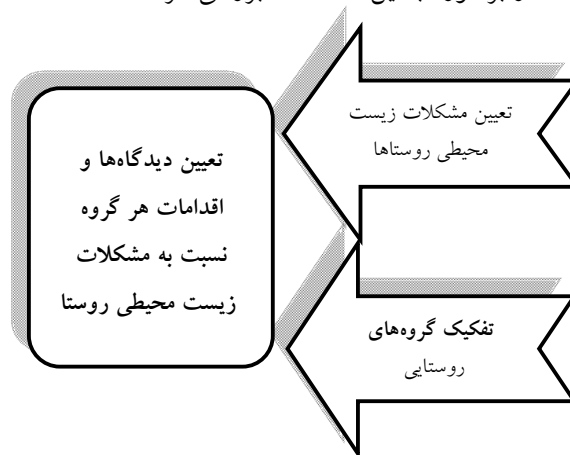 تعیین مشکلات زیست
محیطی روستاها
تفکیک گروه‌های
روستایی
تعیین دیدگاه‌ها و
اقدامات هر گروه
نسبت به مشکلات
زیست محیطی روستا